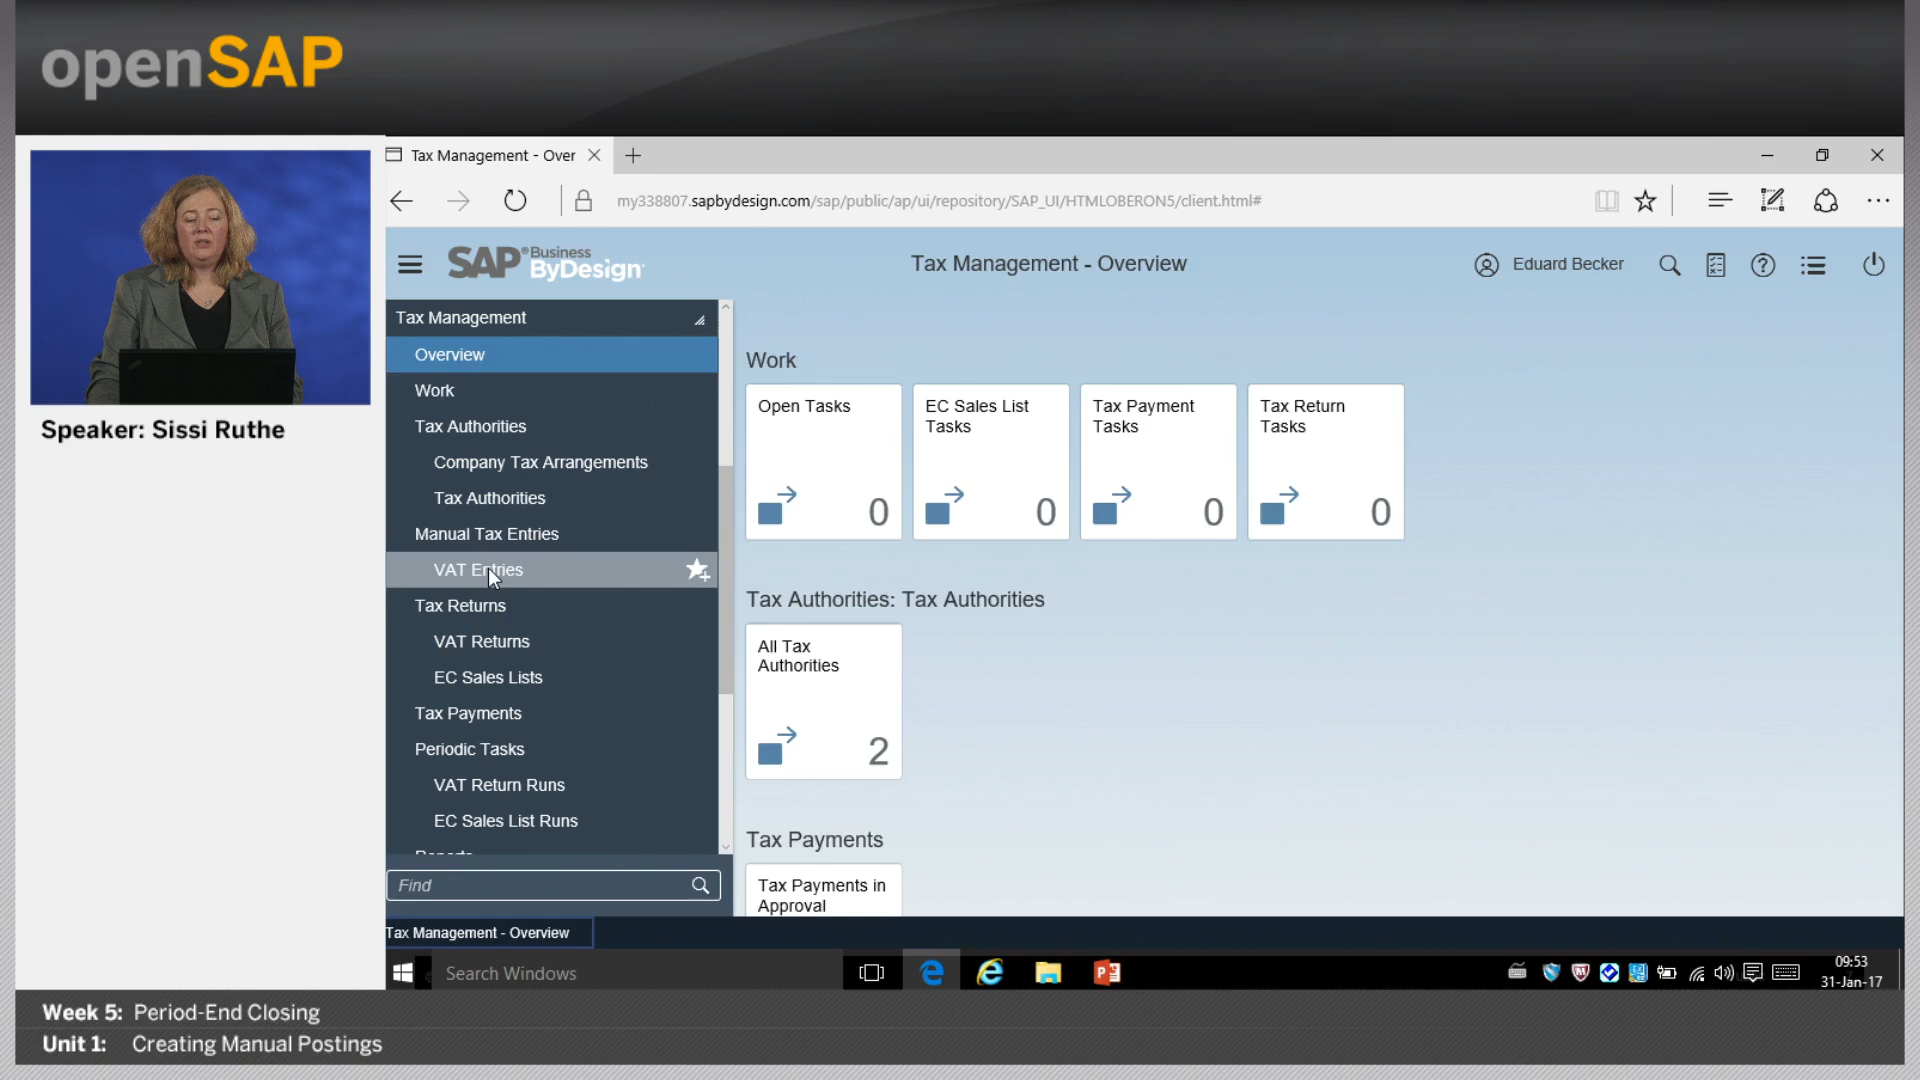 openSAP
Speaker: Sissi Ruthe
Tax Management - Over
my338807.sapbydesign.com/sap/public/ap/ui/repository/SAP_UI/HTMLOBERON5/client.html#
SAP® Business ByDesign
Tax Management - Overview
Eduard Becker
Tax Management
Overview
Work
Tax Authorities
Company Tax Arrangements
Tax Authorities
Manual Tax Entries
VAT Entries
Tax Returns
VAT Returns
EC Sales Lists
Tax Payments
Periodic Tasks
VAT Return Runs
EC Sales List Runs
Reports
Find
Work
Open Tasks
0
EC Sales List
Tasks
0
Tax Payment
Tasks
0
Tax Return
Tasks
0
Tax Authorities: Tax Authorities
All Tax
Authorities
2
Tax Payments
Tax Payments in
Approval
Tax Management - Overview
Search Windows
09:53
31-Jan-17
Week 5: Period-End Closing
Unit 1: Creating Manual Postings